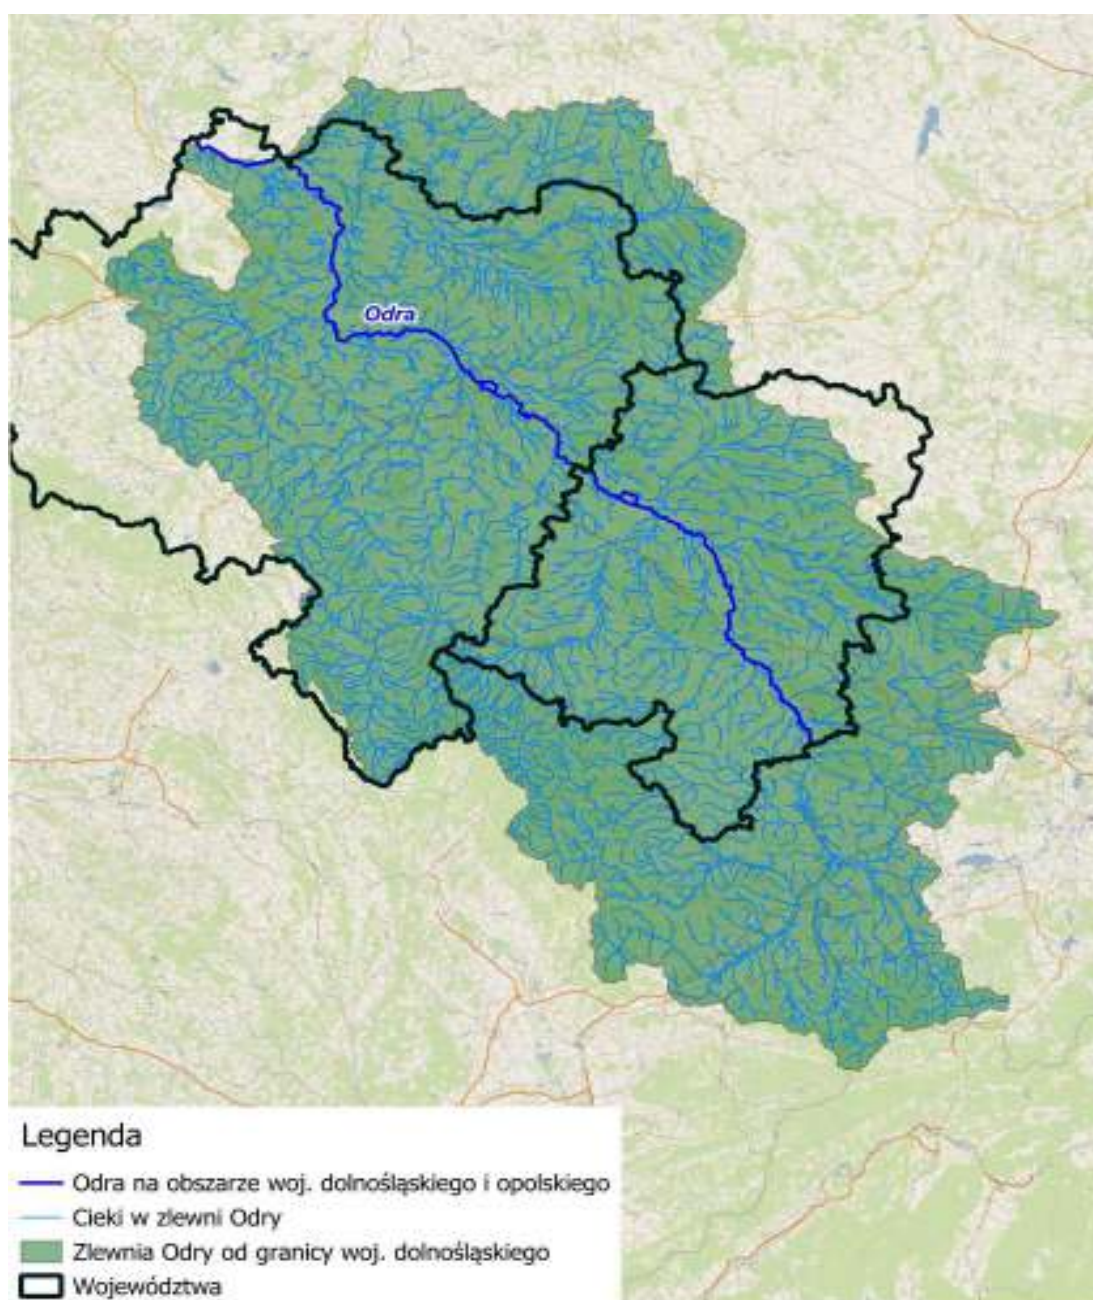 Odra
Legenda
Odra na obszarze woj. dolnośląskiego i opolskiego
Cieki w zlewni Odry
Zlewnia Odry od granicy woj. dolnośląskiego
Województwa